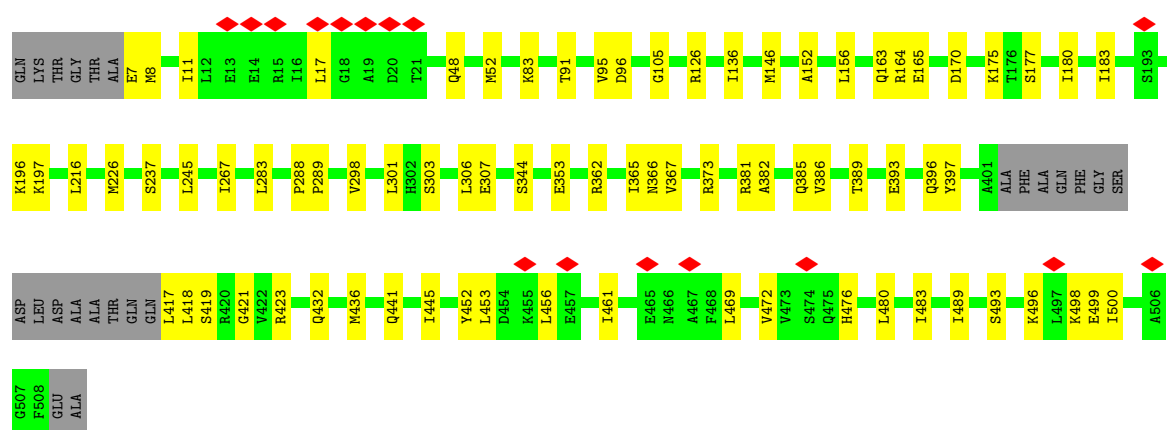 GLN LYS THR GLY THR ALA E7 M8 I11 L12 E13 E14 R15 I16 L17 G18 A19 D20 T21 Q48 M52 K83 T91 V95 D96 G105 R126 I136 M146 A152 L156 Q163 R164 E165 D170 K175 T176 S177 I180 I183 S193
K196 K197 L216 M226 S237 L245 I267 L283 P288 P289 V298 L301 H302 S303 L306 E307 S344 E353 R362 I365 N366 V367 R373 R381 A382 Q385 V386 T389 E393 Q396 Y397 A401 ALA PHE ALA GLN PHE GLY SER
ASP LEU ASP ALA ALA THR GLN GLN L417 L418 S419 R420 G421 V422 R423 Q432 M436 Q441 I445 Y452 L453 D454 K455 L456 E457 I461 E465 N466 A467 F468 L469 V472 V473 S474 Q475 H476 L480 I483 I489 S493 K496 L497 K498 E499 I500 A506
G507 F508 GLU ALA